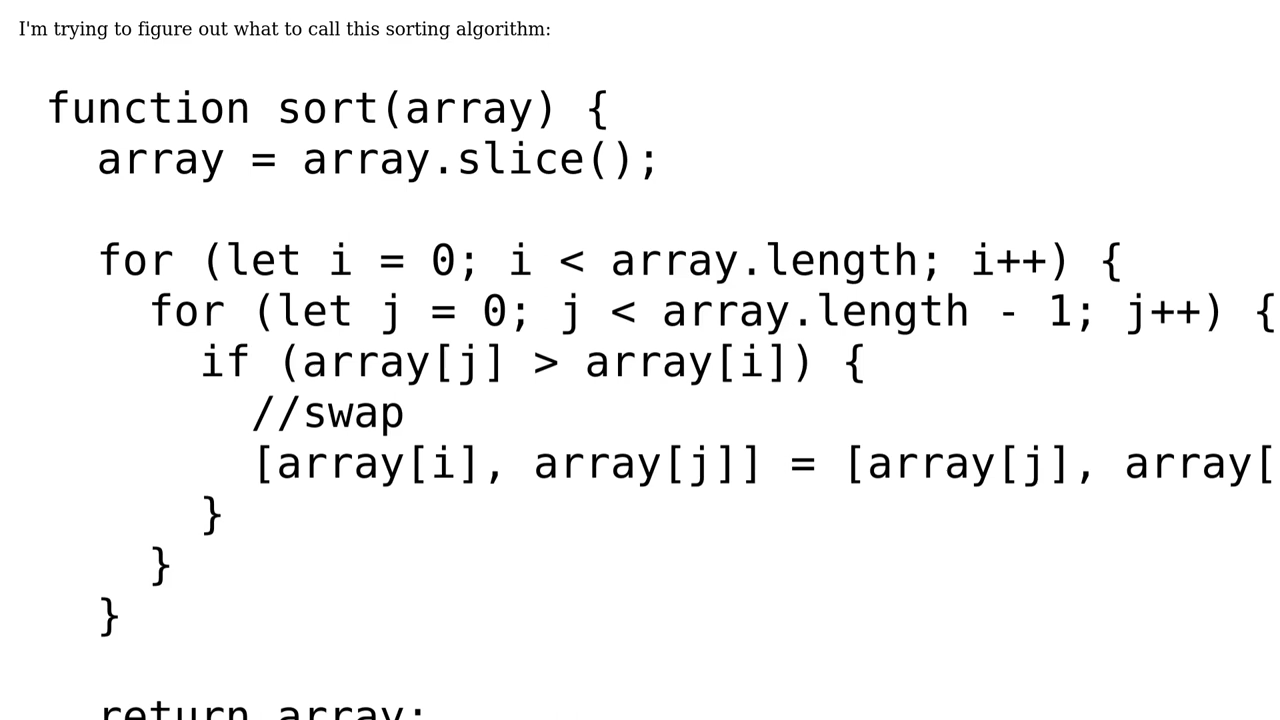 I'm trying to figure out what to call this sorting algorithm:
function sort(array) {
array = array.slice();
for (let i = 0; i < array.length; i++) {
for (let j = 0; j < array.length - 1; j++) {
if (array[j] > array[i]) {
//swap
[array[i], array[j]] = [array[j], array[
}
}
}
return array;